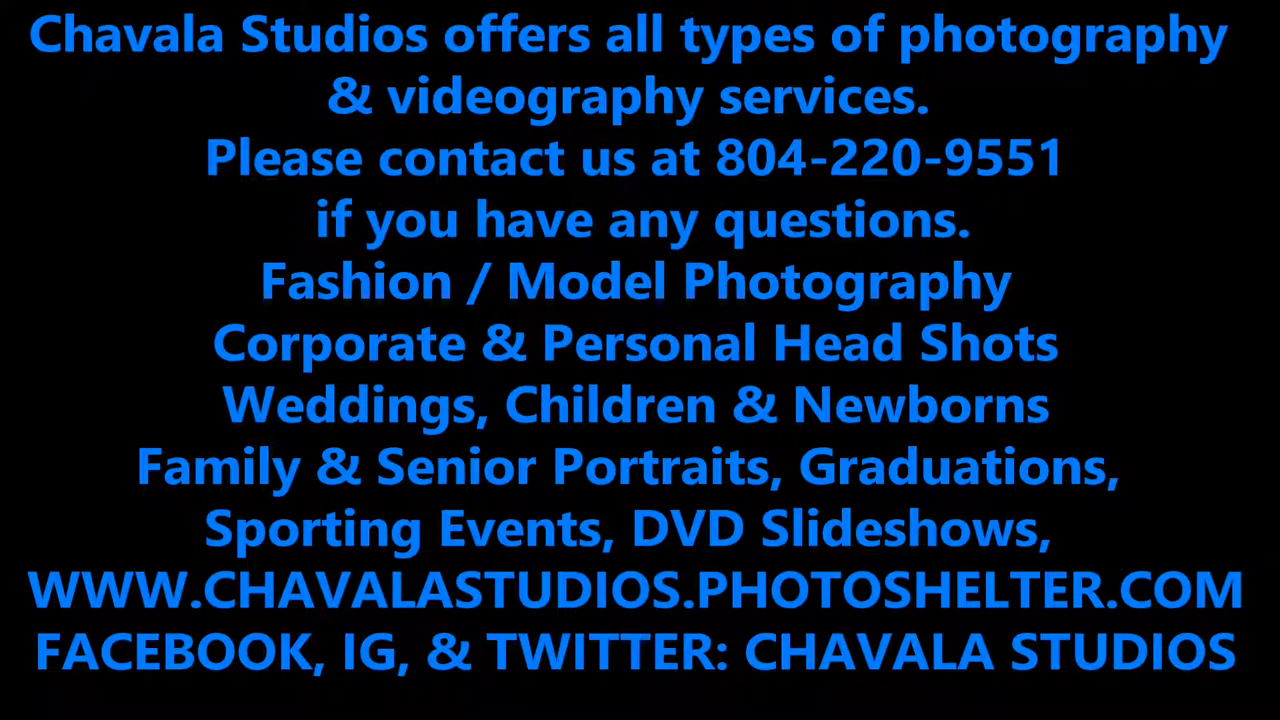 Chavala Studios offers all types of photography
& videography services.
Please contact us at 804-220-9551
if you have any questions.
Fashion / Model Photography
Corporate & Personal Head Shots
Weddings, Children & Newborns
Family & Senior Portraits, Graduations,
Sporting Events, DVD Slideshows,
WWW.CHAVALASTUDIOS.PHOTOSHELTER.COM
FACEBOOK, IG, & TWITTER: CHAVALA STUDIOS